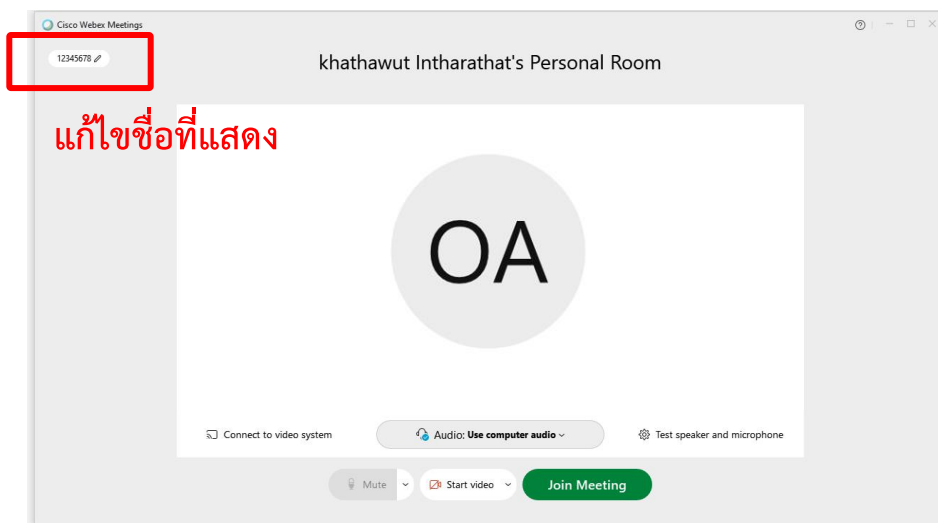 Cisco Webex Meetings
12345678
khathawut Intharathat's Personal Room
แก้ไขชื่อที่แสดง
OA
Connect to video system
Audio: Use computer audio
Test speaker and microphone
Mute
Start video
Join Meeting